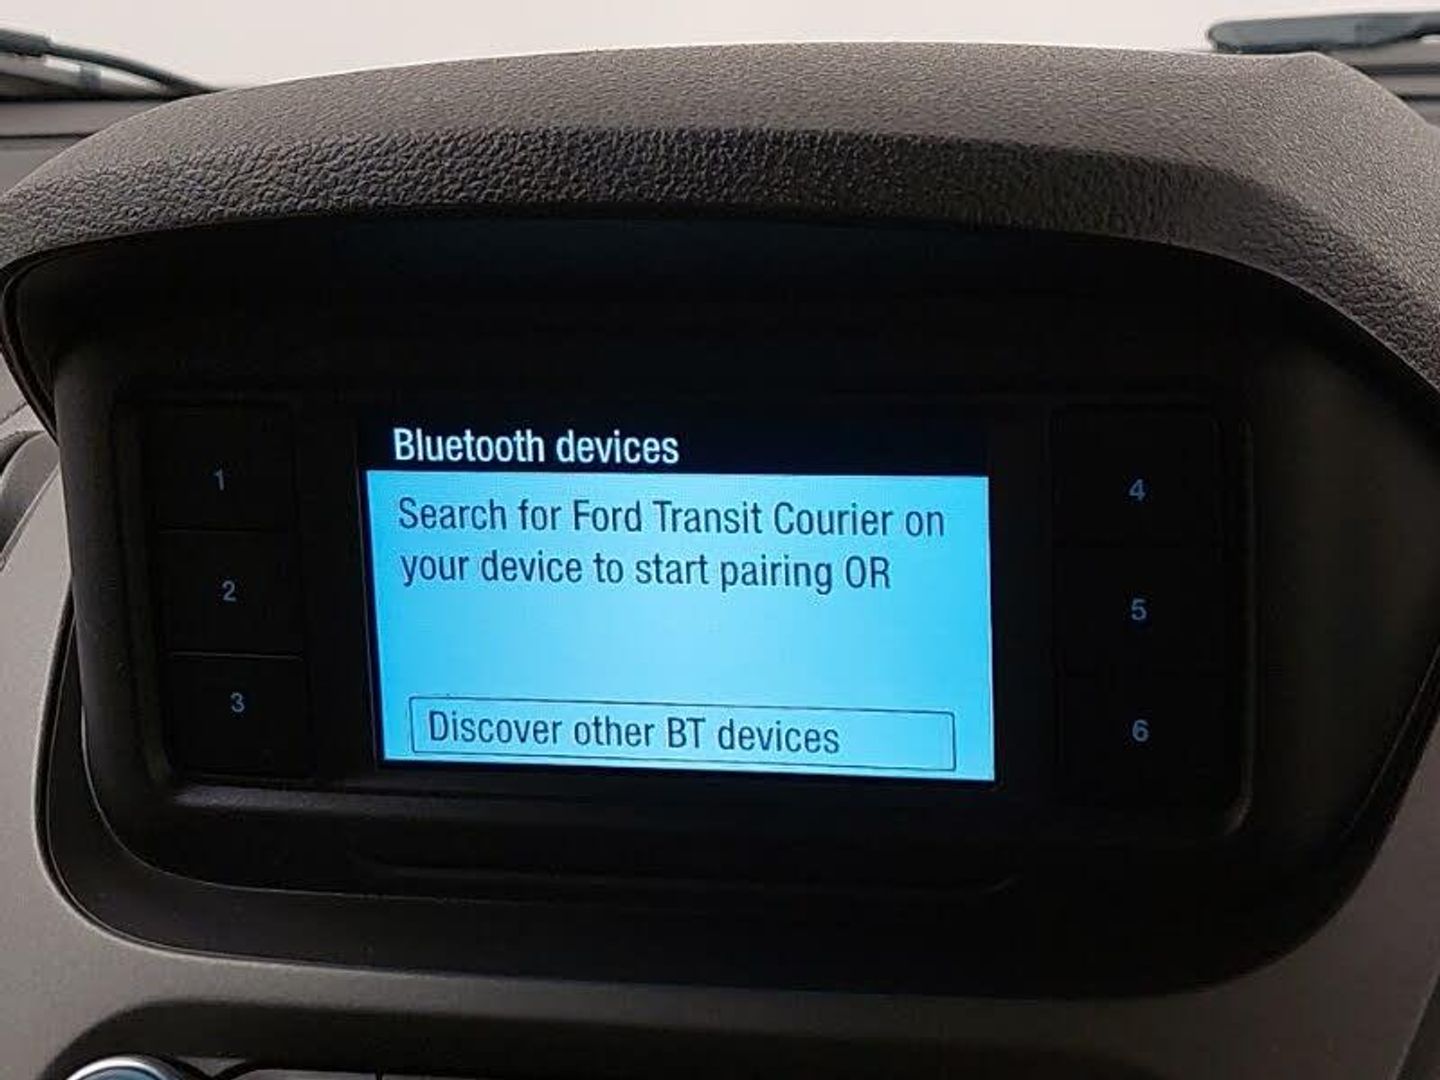 Bluetooth devices
1
4
Search for Ford Transit Courier on
your device to start pairing OR
2
5
3
6
Discover other BT devices